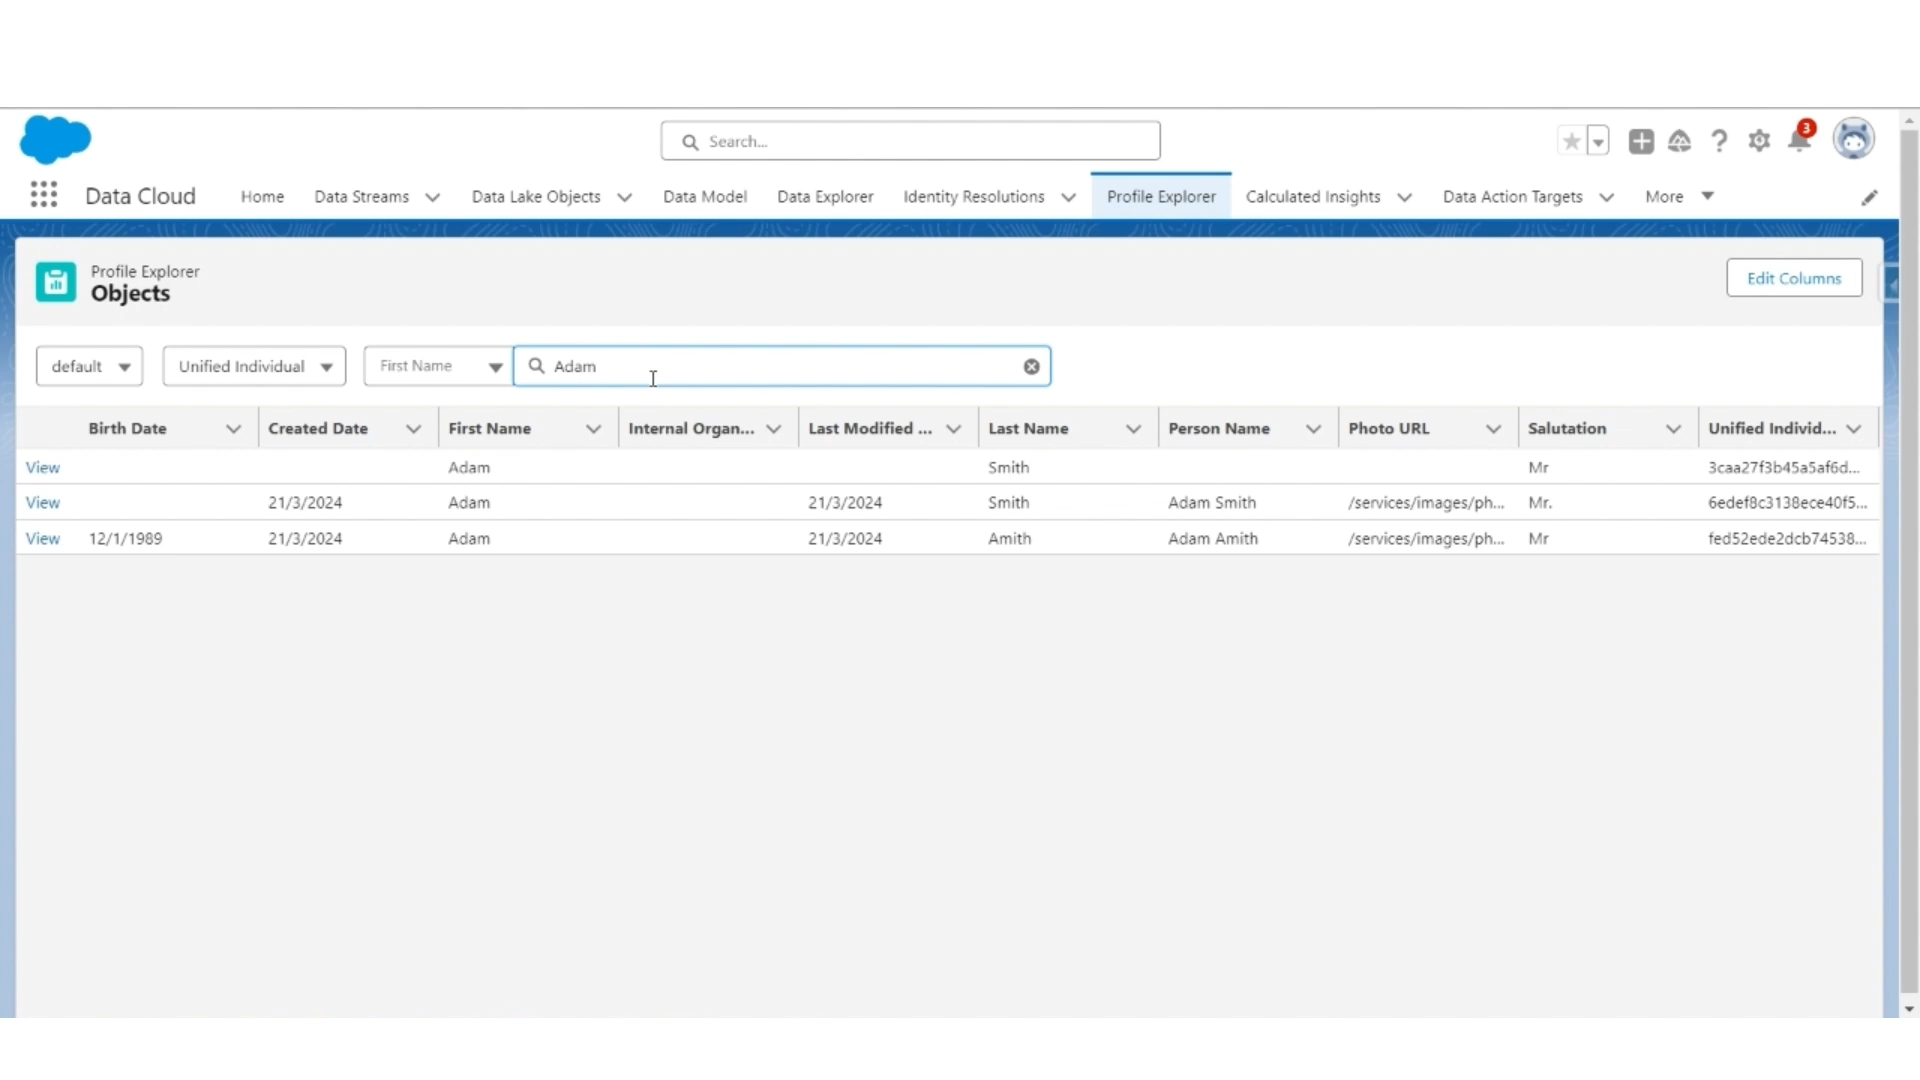 Search...
3
Data Cloud Home Data Streams Data Lake Objects Data Model Data Explorer Identity Resolutions Profile Explorer Calculated Insights Data Action Targets More
Profile Explorer
Objects
Edit Columns
default Unified Individual First Name Adam
Birth Date Created Date First Name Internal Organ... Last Modified ... Last Name Person Name Photo URL Salutation Unified Individ...
View Adam Smith Mr 3caa27f3b45a5af6d...
View 21/3/2024 Adam 21/3/2024 Smith Adam Smith /services/images/ph... Mr. 6edef8c3138ece40f5...
View 12/1/1989 21/3/2024 Adam 21/3/2024 Amith Adam Amith /services/images/ph... Mr fed52ede2dcb74538...